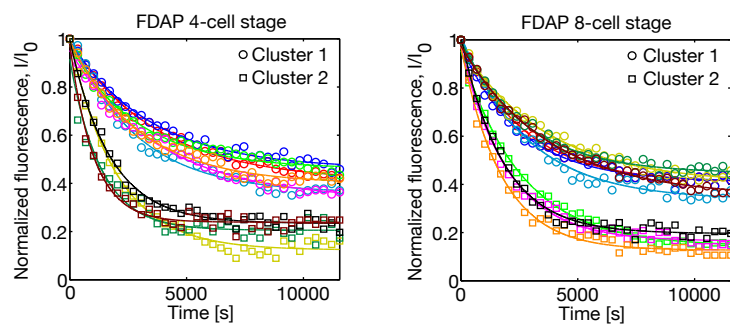 FDAP 4-cell stage
Normalized fluorescence, I/I0
1
0.8
0.6
0.4
0.2
0
Cluster 1
Cluster 2
0 5000 10000
Time [s]
FDAP 8-cell stage
Normalized fluorescence, I/I0
1
0.8
0.6
0.4
0.2
0
Cluster 1
Cluster 2
0 5000 10000
Time [s]